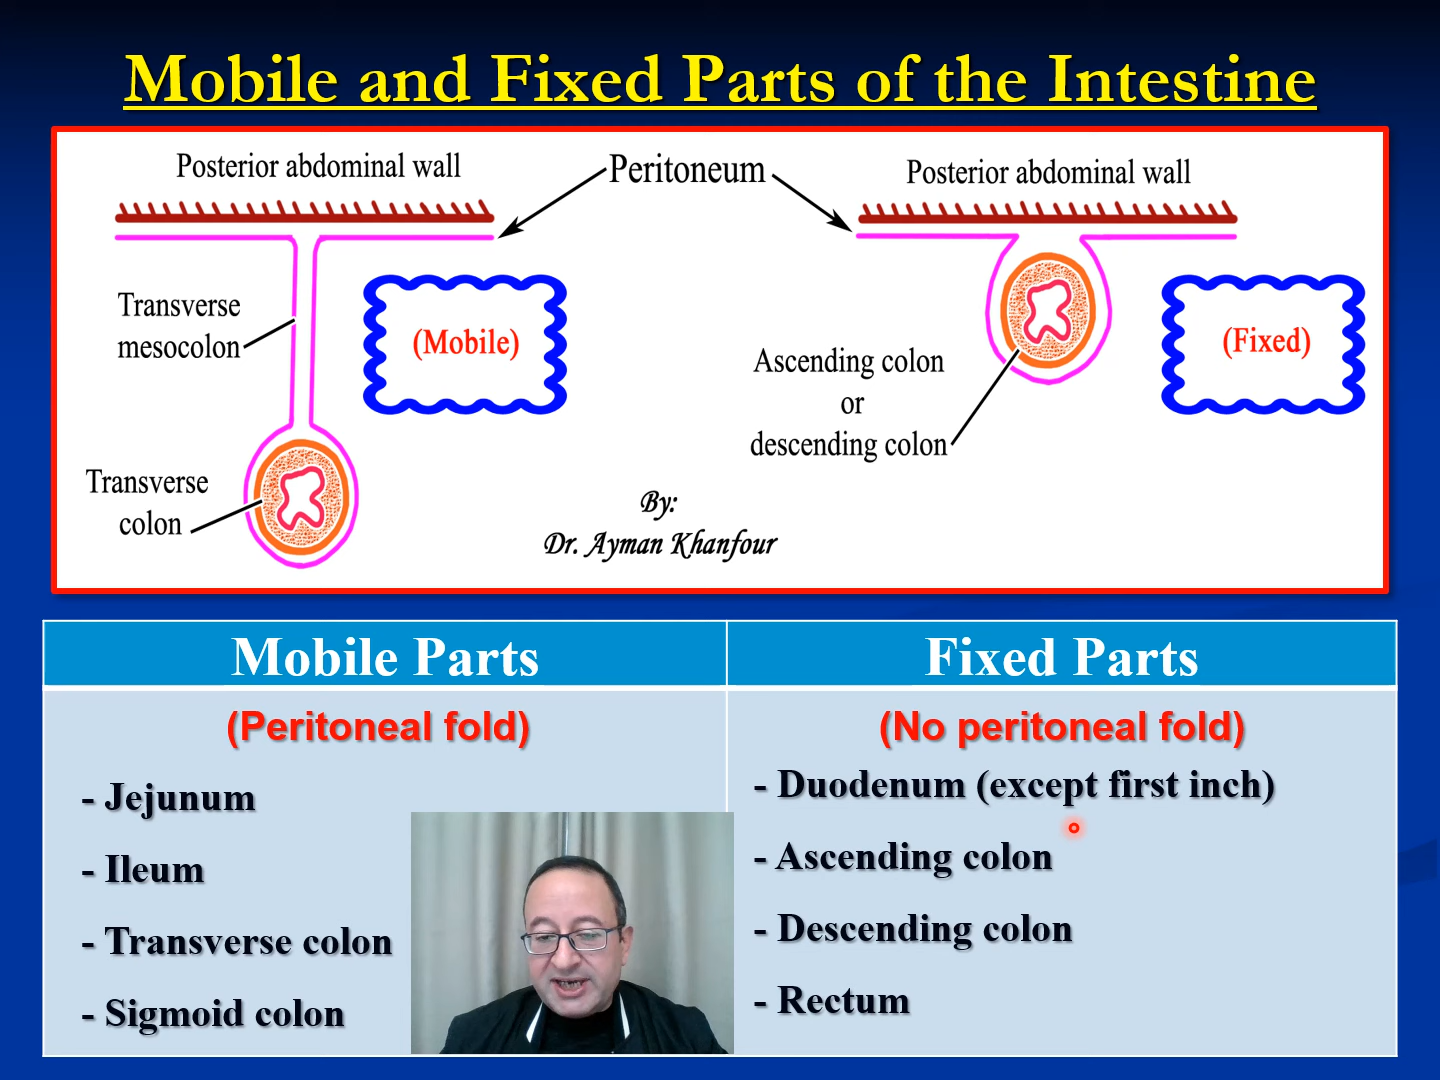 Mobile and Fixed Parts of the Intestine
Posterior abdominal wall
Peritoneum
Posterior abdominal wall
Transverse
mesocolon
(Mobile)
Ascending colon
or
descending colon
(Fixed)
Transverse
colon
By:
Dr. Ayman Khanfour
Mobile Parts
Fixed Parts
(Peritoneal fold)
- Jejunum
- Ileum
- Transverse colon
- Sigmoid colon
(No peritoneal fold)
- Duodenum (except first inch)
- Ascending colon
- Descending colon
- Rectum